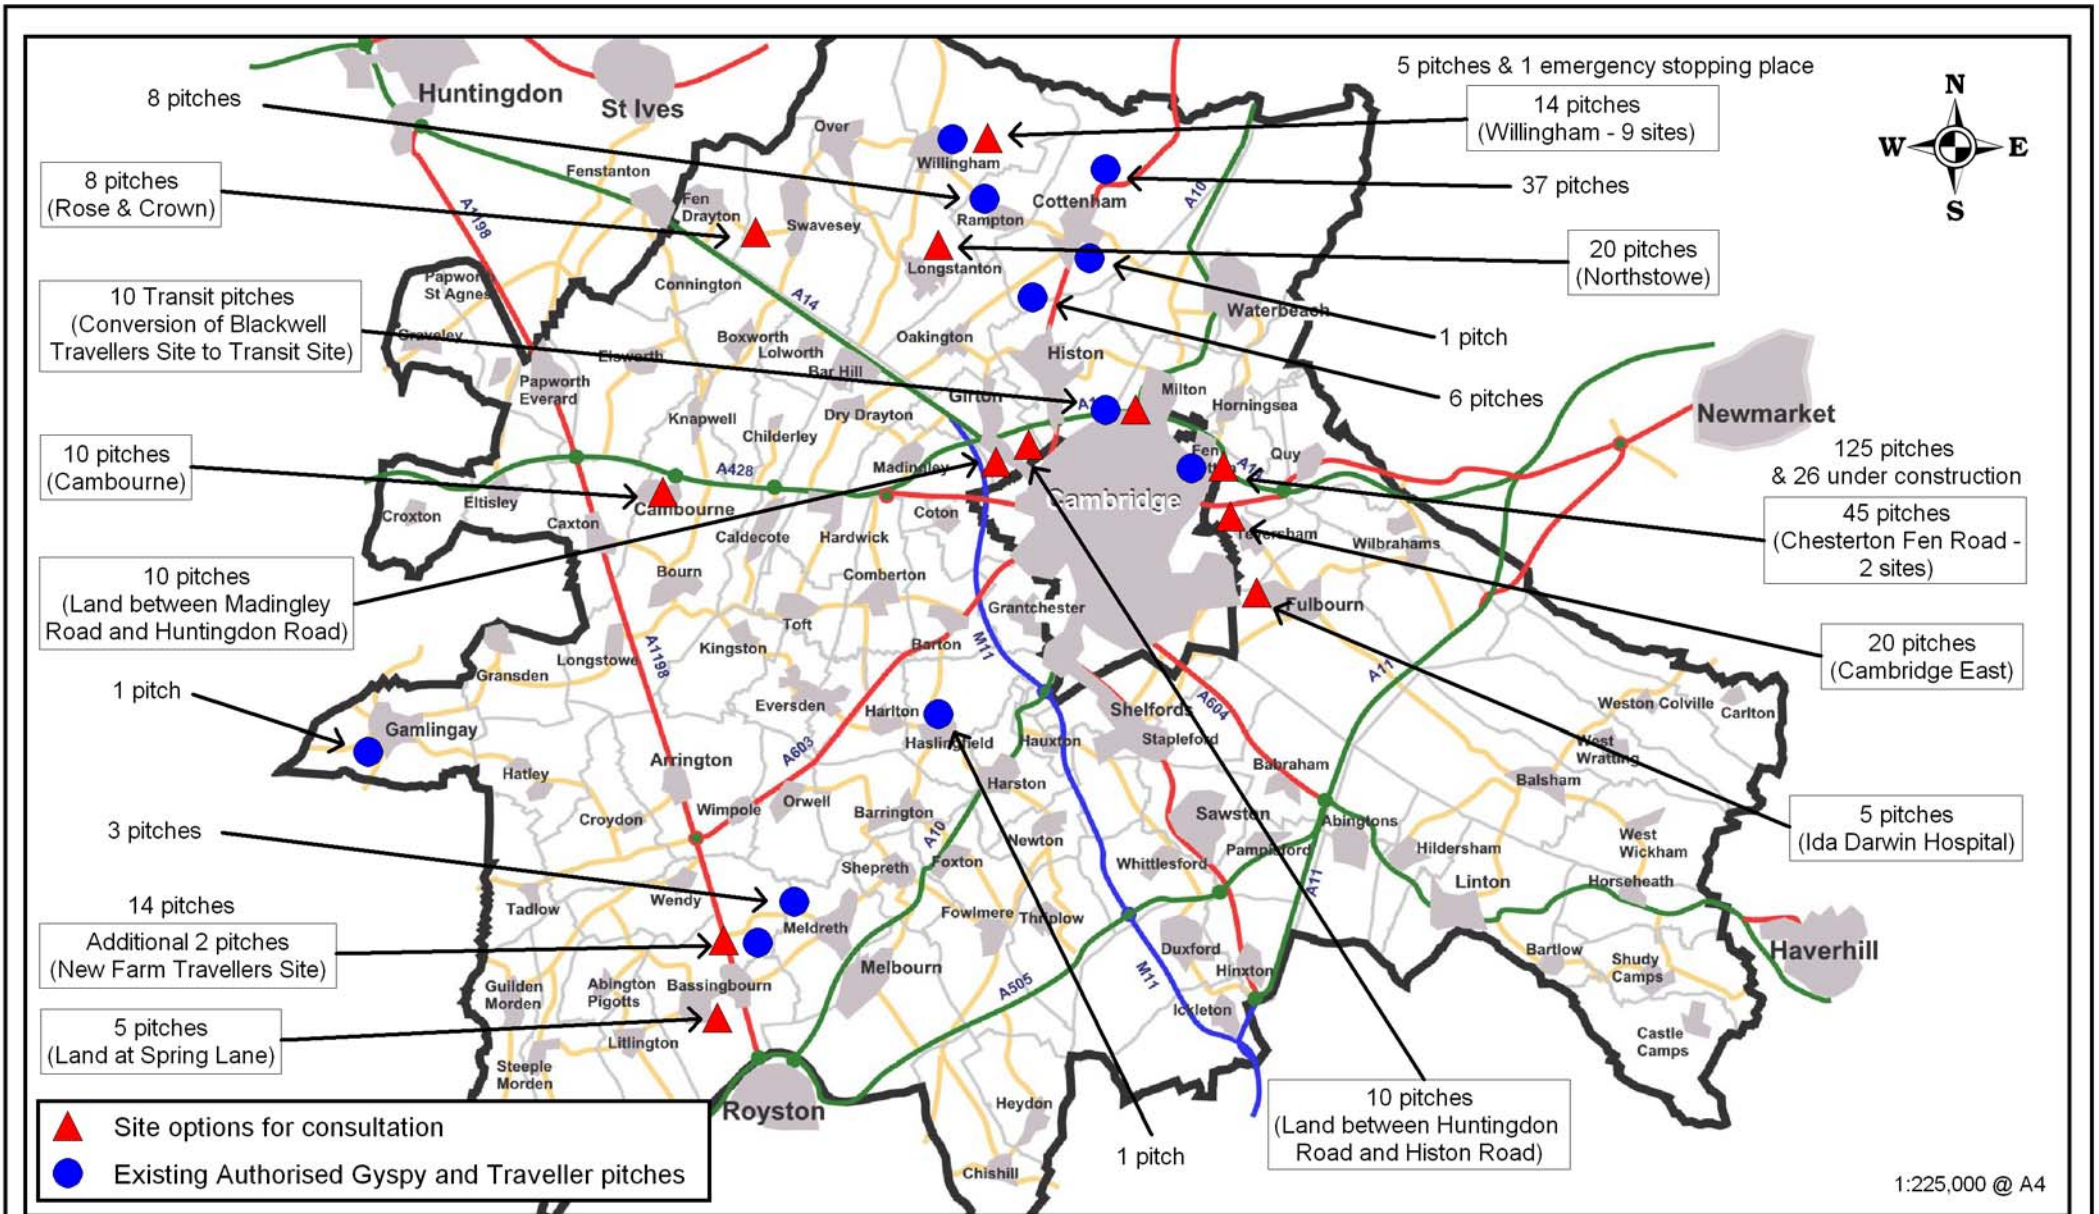 Huntingdon
St Ives
8 pitches
8 pitches
(Rose & Crown)
10 Transit pitches
(Conversion of Blackwell
Travellers Site to Transit Site)
10 pitches
(Cambourne)
10 pitches
(Land between Madingley
Road and Huntingdon Road)
1 pitch
3 pitches
14 pitches
Additional 2 pitches
(New Farm Travellers Site)
5 pitches
(Land at Spring Lane)
5 pitches & 1 emergency stopping place
14 pitches
(Willingham - 9 sites)
37 pitches
20 pitches
(Northstowe)
1 pitch
6 pitches
125 pitches
& 26 under construction
45 pitches
(Chesterton Fen Road -
2 sites)
20 pitches
(Cambridge East)
5 pitches
(Ida Darwin Hospital)
10 pitches
(Land between Huntingdon
Road and Histon Road)
1 pitch
N
W E
S
Over
Willingham
Fenstanton
Fen
Drayton
Swavesey
Rampton
Cottenham
A10
A1198
Longstanton
Papworth
St Agnes
Connington
A14
Waterbeach
Graveley
Elsworth
Boxworth
Lolworth
Bar Hill
Oakington
Histon
Papworth
Everard
Girton
Milton
Horningsea
Knapwell
Dry Drayton
Childerley
Newmarket
Madingley
A428
Fen
Quy
Eltisley
Croxton
Caxton
Cambourne
Coton
Cambridge
Caldecote
Hardwick
Teversham
Wilbrahams
Bourn
Comberton
Grantchester
Fulbourn
Toft
Kingston
Barton
M11
A1198
Longstowe
Gransden
Gamlingay
Eversden
Harlton
Haslingfield
Hauxton
Shelfords
Stapleford
A604
A11
Weston Colville
Carlton
West
Wratting
Balsham
Arrington
A603
Hatley
Babraham
Harston
Orwell
Wimpole
Croydon
Barrington
A10
Newton
Sawston
Abingtons
Whittlesford
Pampisford
Hildersham
West
Wickham
Shepreth
Foxton
Linton
Horseheath
A11
Wendy
Tadlow
Meldreth
Fowlmere
Thriplow
Duxford
Hinxton
Bartlow
Shudy
Camps
Haverhill
Melbourn
Guilden
Morden
Abington
Pigotts
Bassingbourn
A505
M11
Ickleton
Litlington
Castle
Camps
Steeple
Morden
Royston
Heydon
Chishill
Site options for consultation
Existing Authorised Gyspy and Traveller pitches
1:225,000 @ A4